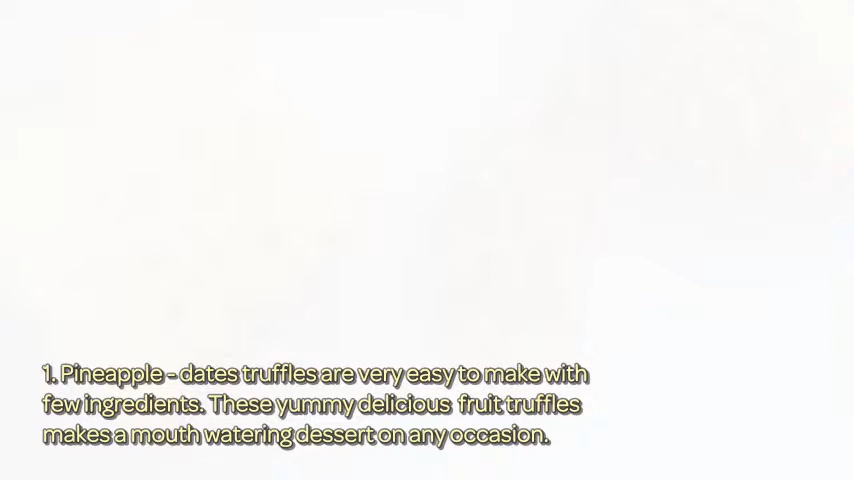 1. Pineapple - dates truffles are very easy to make with
few ingredients. These yummy delicious fruit truffles
makes a mouth watering dessert on any occasion.